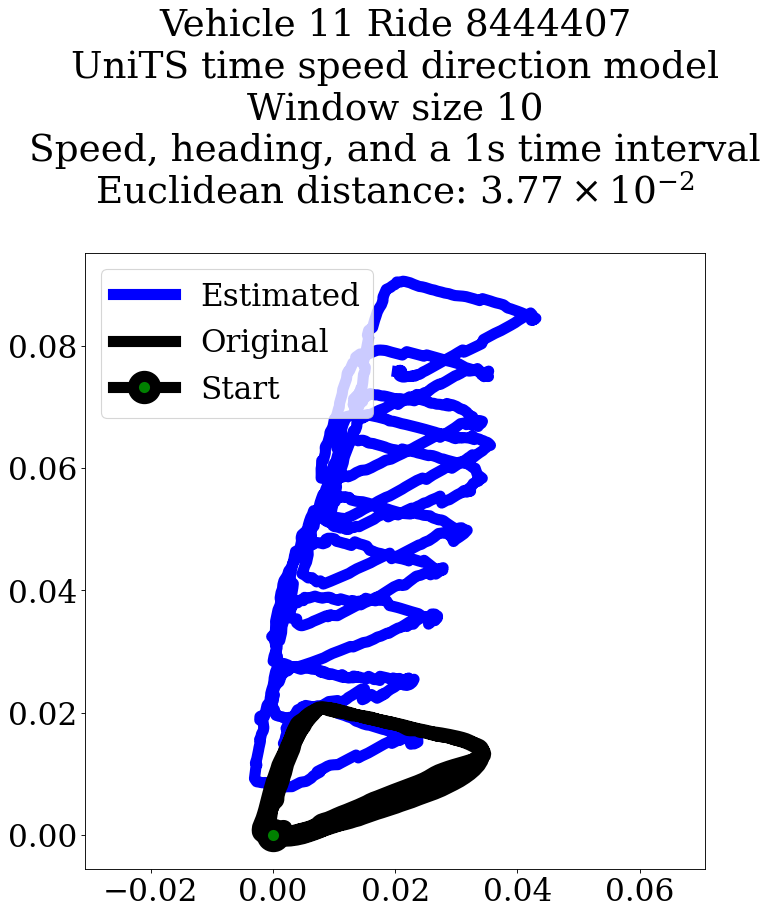 Vehicle 11 Ride 8444407
UniTS time speed direction model
Window size 10
Speed, heading, and a 1s time interval
Euclidean distance: 3.77 × 10⁻²
Estimated
Original
Start
0.08
0.06
0.04
0.02
0.00
−0.02 0.00 0.02 0.04 0.06